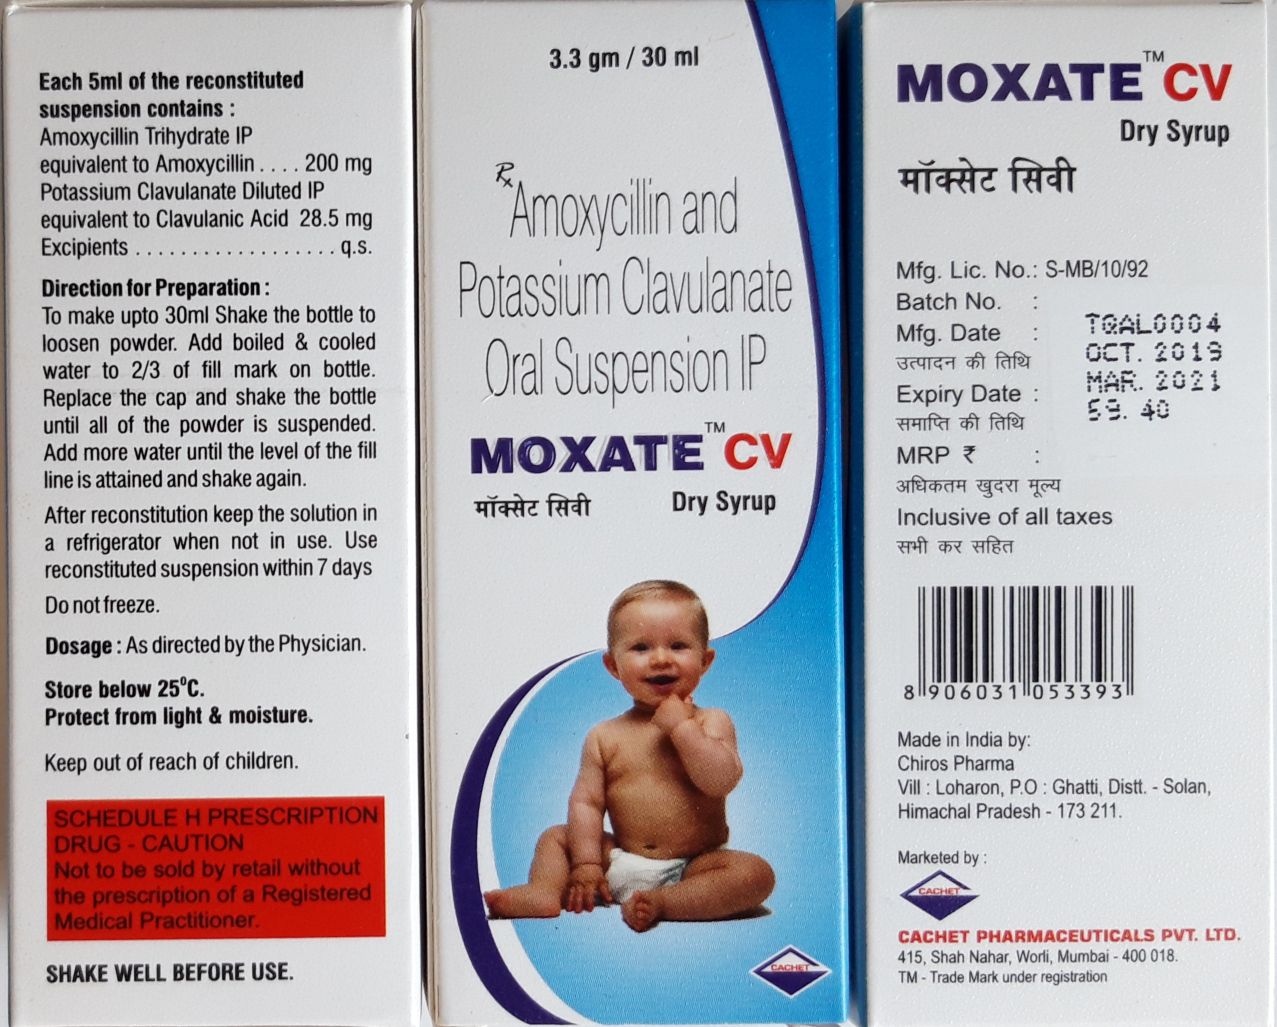 Each 5ml of the reconstituted
suspension contains :
Amoxycillin Trihydrate IP
equivalent to Amoxycillin . . . . 200 mg
Potassium Clavulanate Diluted IP
equivalent to Clavulanic Acid 28.5 mg
Excipients . . . . . . . . . . . . . . . . . . q.s.
Direction for Preparation :
To make upto 30ml Shake the bottle to
loosen powder. Add boiled & cooled
water to 2/3 of fill mark on bottle.
Replace the cap and shake the bottle
until all of the powder is suspended.
Add more water until the level of the fill
line is attained and shake again.
After reconstitution keep the solution in
a refrigerator when not in use. Use
reconstituted suspension within 7 days
Do not freeze.
Dosage : As directed by the Physician.
Store below 25⁰C.
Protect from light & moisture.
Keep out of reach of children.
SCHEDULE H PRESCRIPTION
DRUG - CAUTION
Not to be sold by retail without
the prescription of a Registered
Medical Practitioner.
SHAKE WELL BEFORE USE.
3.3 gm / 30 ml
Rx Amoxycillin and
Potassium Clavulanate
Oral Suspension IP
MOXATE™ CV
मॉक्सेट सिवी Dry Syrup
CACHET
MOXATE™ CV
Dry Syrup
मॉक्सेट सिवी
Mfg. Lic. No.: S-MB/10/92
Batch No. : TQAL0004
Mfg. Date : OCT. 2019
उत्पादन की तिथि
Expiry Date : MAR. 2021
समाप्ति की तिथि
MRP ₹ : 59.40
अधिकतम खुदरा मूल्य
Inclusive of all taxes
सभी कर सहित
8 906031 053393
Made in India by:
Chiros Pharma
Vill : Loharon, P.O : Ghatti, Distt. - Solan,
Himachal Pradesh - 173 211.
Marketed by :
CACHET
CACHET PHARMACEUTICALS PVT. LTD.
415, Shah Nahar, Worli, Mumbai - 400 018.
TM - Trade Mark under registration